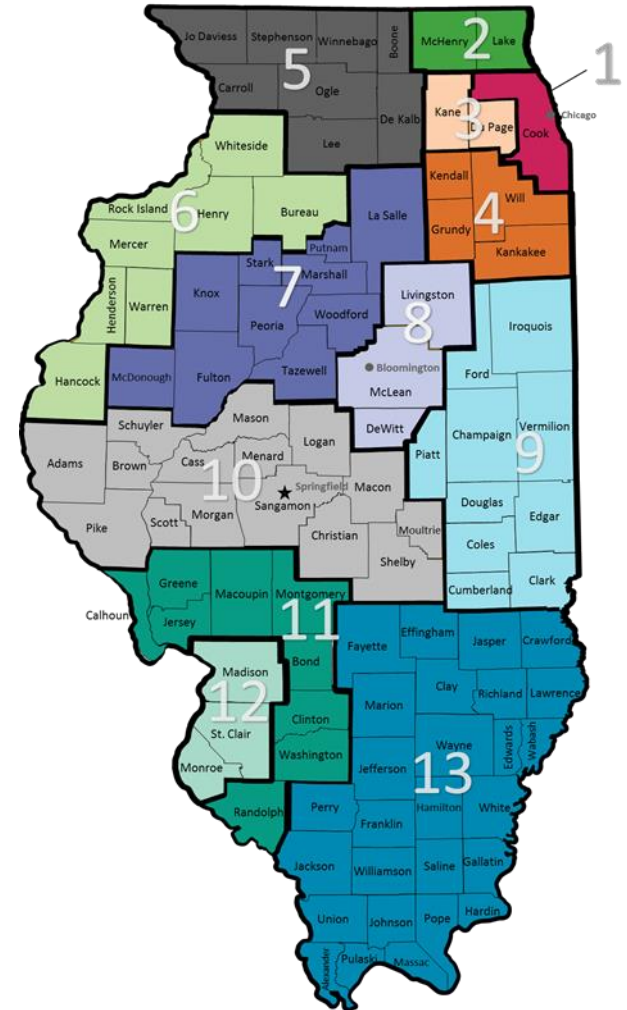 Jo Daviess
Stephenson
Winnebago
Boone
McHenry
Lake
2
1
5
Carroll
Ogle
De Kalb
Lee
Kane
3
Du Page
Cook
Chicago
Whiteside
Rock Island
6
Henry
Bureau
Mercer
Henderson
Warren
Hancock
La Salle
Putnam
Stark
Marshall
7
Knox
Peoria
Woodford
McDonough
Fulton
Tazewell
Kendall
Will
4
Grundy
Kankakee
Livingston
8
Bloomington
McLean
DeWitt
Iroquois
Ford
Champaign
Vermilion
9
Piatt
Douglas
Edgar
Coles
Cumberland
Clark
Schuyler
Mason
Logan
Adams
Brown
Cass
Menard
10
Springfield
Macon
Sangamon
Pike
Scott
Morgan
Christian
Moultrie
Shelby
Greene
Macoupin
Montgomery
Calhoun
Jersey
11
Bond
Clinton
Washington
Randolph
Madison
12
St. Clair
Monroe
Fayette
Effingham
Jasper
Crawford
Clay
Richland
Lawrence
Marion
Wayne
Edwards
Wabash
Jefferson
13
Hamilton
White
Perry
Franklin
Jackson
Williamson
Saline
Gallatin
Union
Johnson
Pope
Hardin
Alexander
Pulaski
Massac